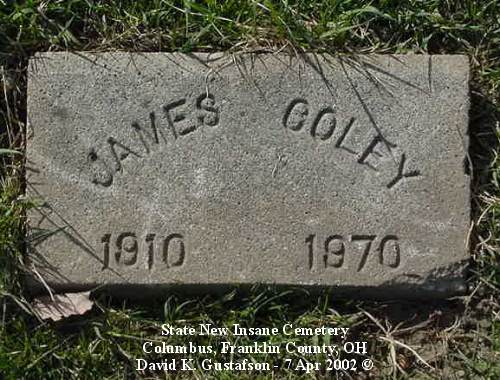 JAMES COLEY
1910 1970
State New Insane Cemetery
Columbus, Franklin County, OH
David K. Gustafson - 7 Apr 2002 ©